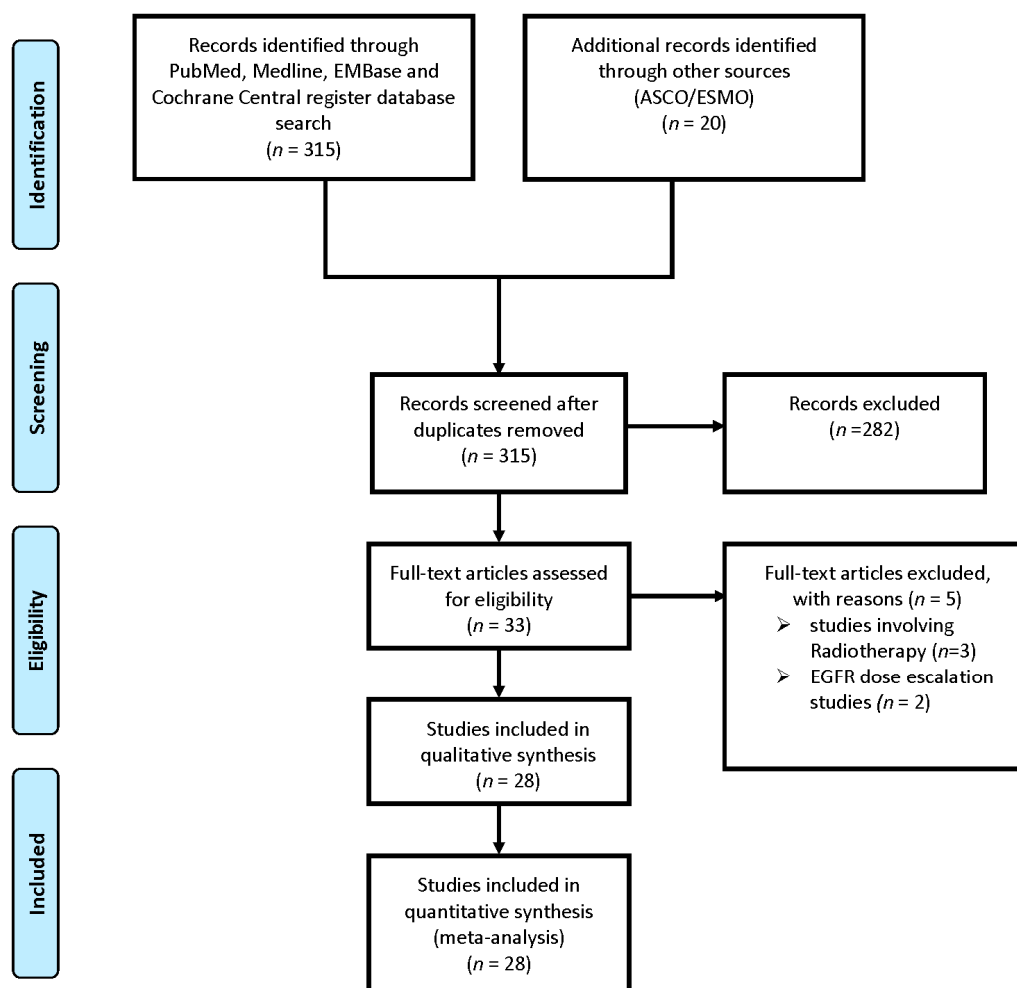 Identification
Records identified through
PubMed, Medline, EMBase and
Cochrane Central register database
search
(n = 315)
Additional records identified
through other sources
(ASCO/ESMO)
(n = 20)
Screening
Records screened after
duplicates removed
(n = 315)
Records excluded
(n =282)
Eligibility
Full-text articles assessed
for eligibility
(n = 33)
Full-text articles excluded,
with reasons (n = 5)
➢ studies involving
Radiotherapy (n=3)
➢ EGFR dose escalation
studies (n = 2)
Studies included in
qualitative synthesis
(n = 28)
Included
Studies included in
quantitative synthesis
(meta-analysis)
(n = 28)